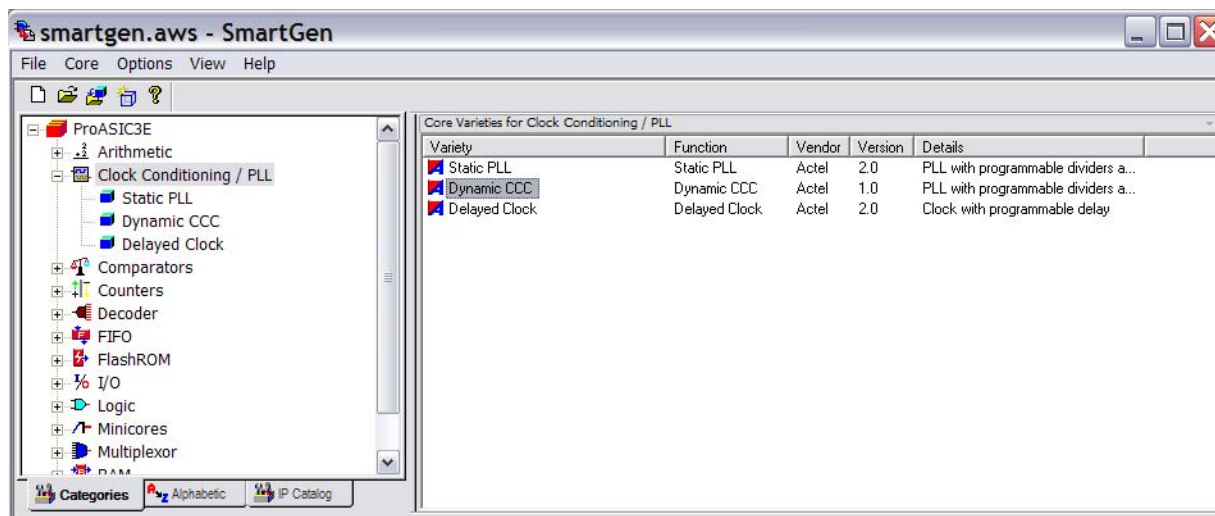 smartgen.aws - SmartGen
File Core Options View Help
ProASIC3E
Arithmetic
Clock Conditioning / PLL
Static PLL
Dynamic CCC
Delayed Clock
Comparators
Counters
Decoder
FIFO
FlashROM
I/O
Logic
Minicores
Multiplexor
RAM
Categories Alphabetic IP Catalog
Core Varieties for Clock Conditioning / PLL
Variety Function Vendor Version Details
Static PLL Static PLL Actel 2.0 PLL with programmable dividers a...
Dynamic CCC Dynamic CCC Actel 1.0 PLL with programmable dividers a...
Delayed Clock Delayed Clock Actel 2.0 Clock with programmable delay